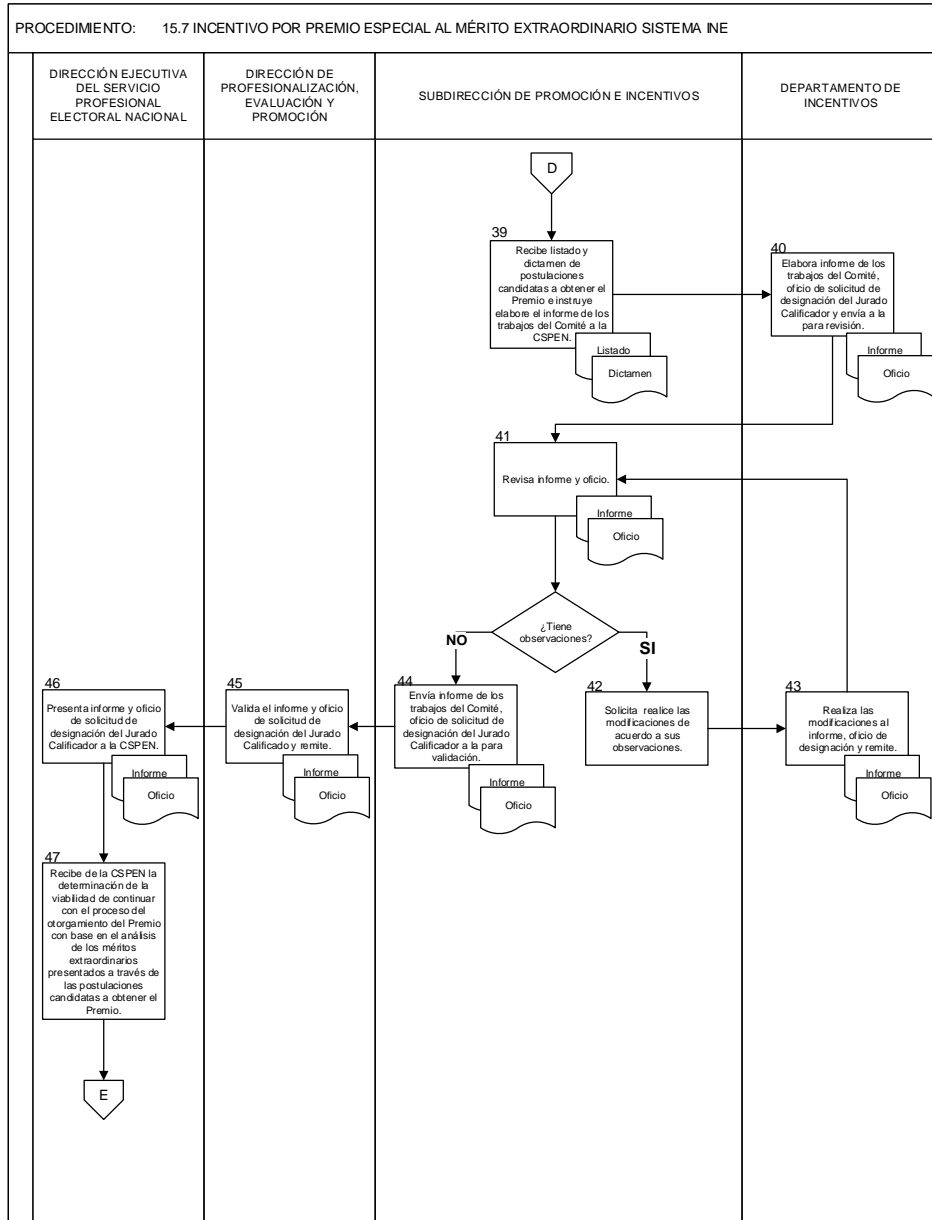 PROCEDIMIENTO: 15.7 INCENTIVO POR PREMIO ESPECIAL AL MÉRITO EXTRAORDINARIO SISTEMA INE
DIRECCIÓN EJECUTIVA
DEL SERVICIO
PROFESIONAL
ELECTORAL NACIONAL
DIRECCIÓN DE
PROFESIONALIZACIÓN,
EVALUACIÓN Y
PROMOCIÓN
SUBDIRECCIÓN DE PROMOCIÓN E INCENTIVOS
DEPARTAMENTO DE
INCENTIVOS
D
39
Recibe listado y
dictamen de
postulaciones
candidatas a obtener el
Premio e instruye
elabore el informe de los
trabajos del Comité a la
CSPEN.
Listado
Dictamen
40
Elabora informe de los
trabajos del Comité,
oficio de solicitud de
designación del Jurado
Calificador y envía a la
para revisión.
Informe
Oficio
41
Revisa informe y oficio.
Informe
Oficio
¿Tiene
observaciones?
NO
SI
42
Solicita realice las
modificaciones de
acuerdo a sus
observaciones.
43
Realiza las
modificaciones al
informe, oficio de
designación y remite.
Informe
Oficio
44
Envía informe de los
trabajos del Comité,
oficio de solicitud de
designación del Jurado
Calificador a la para
validación.
Informe
Oficio
45
Valida el informe y oficio
de solicitud de
designación del Jurado
Calificado y remite.
Informe
Oficio
46
Presenta informe y oficio
de solicitud de
designación del Jurado
Calificador a la CSPEN.
Informe
Oficio
47
Recibe de la CSPEN la
determinación de la
viabilidad de continuar
con el proceso del
otorgamiento del Premio
con base en el análisis
de los méritos
extraordinarios
presentados a través de
las postulaciones
candidatas a obtener el
Premio.
E